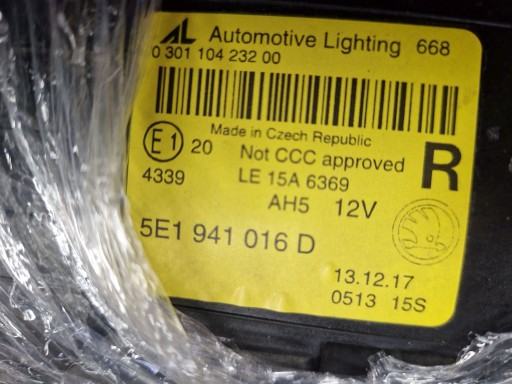 AL Automotive Lighting 668
0 301 104 232 00
Made in Czech Republic
E1 20 Not CCC approved R
4339 LE 15A 6369
AH5 12V
5E1 941 016 D
13.12.17
0513 15S